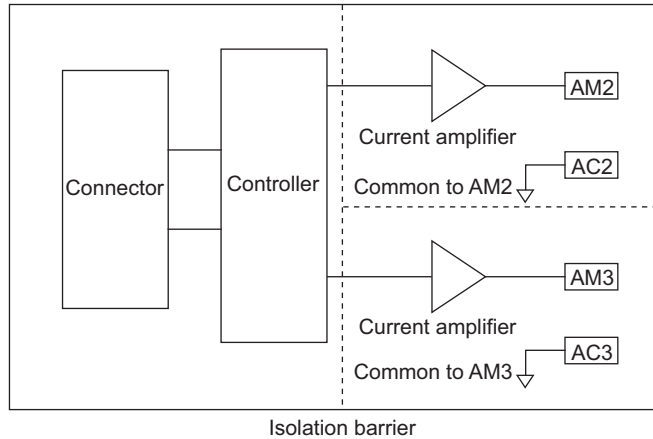 Connector
Controller
AM2
Current amplifier
AC2
Common to AM2
AM3
Current amplifier
AC3
Common to AM3
Isolation barrier